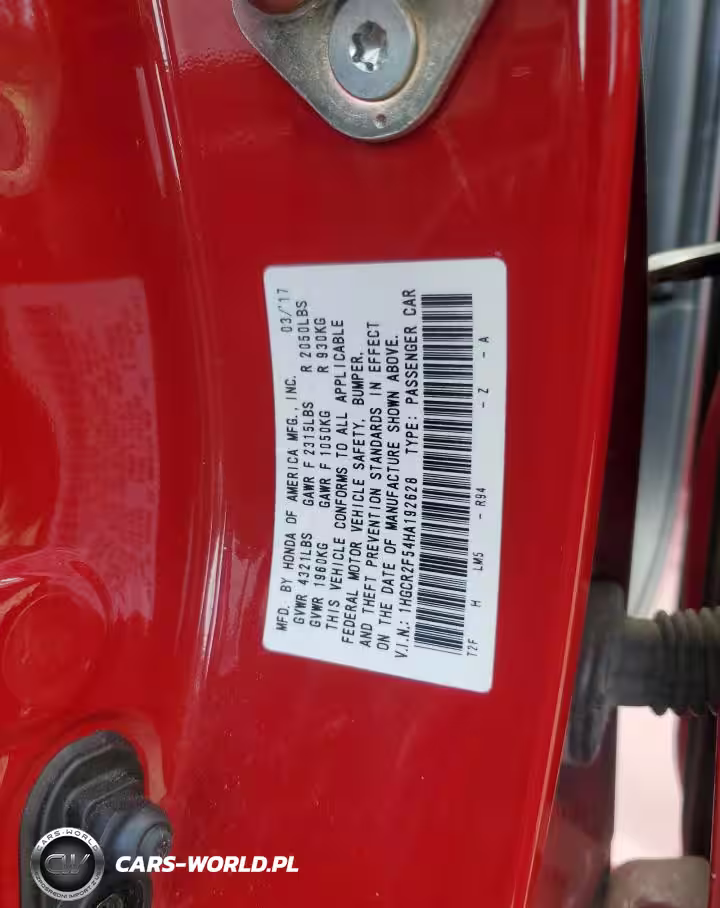 MFD. BY HONDA OF AMERICA MFG., INC. 03/'17
GVWR 4321LBS GAWR F 2315LBS R 2050LBS
GVWR 1960KG GAWR F 1050KG R 930KG
THIS VEHICLE CONFORMS TO ALL APPLICABLE
FEDERAL MOTOR VEHICLE SAFETY, BUMPER,
AND THEFT PREVENTION STANDARDS IN EFFECT
ON THE DATE OF MANUFACTURE SHOWN ABOVE.
V.I.N.: 1HGCR2F54HA192628 TYPE: PASSENGER CAR
T2F H LM5 - R94 - Z - A
CARS-WORLD
CARS-WORLD.PL